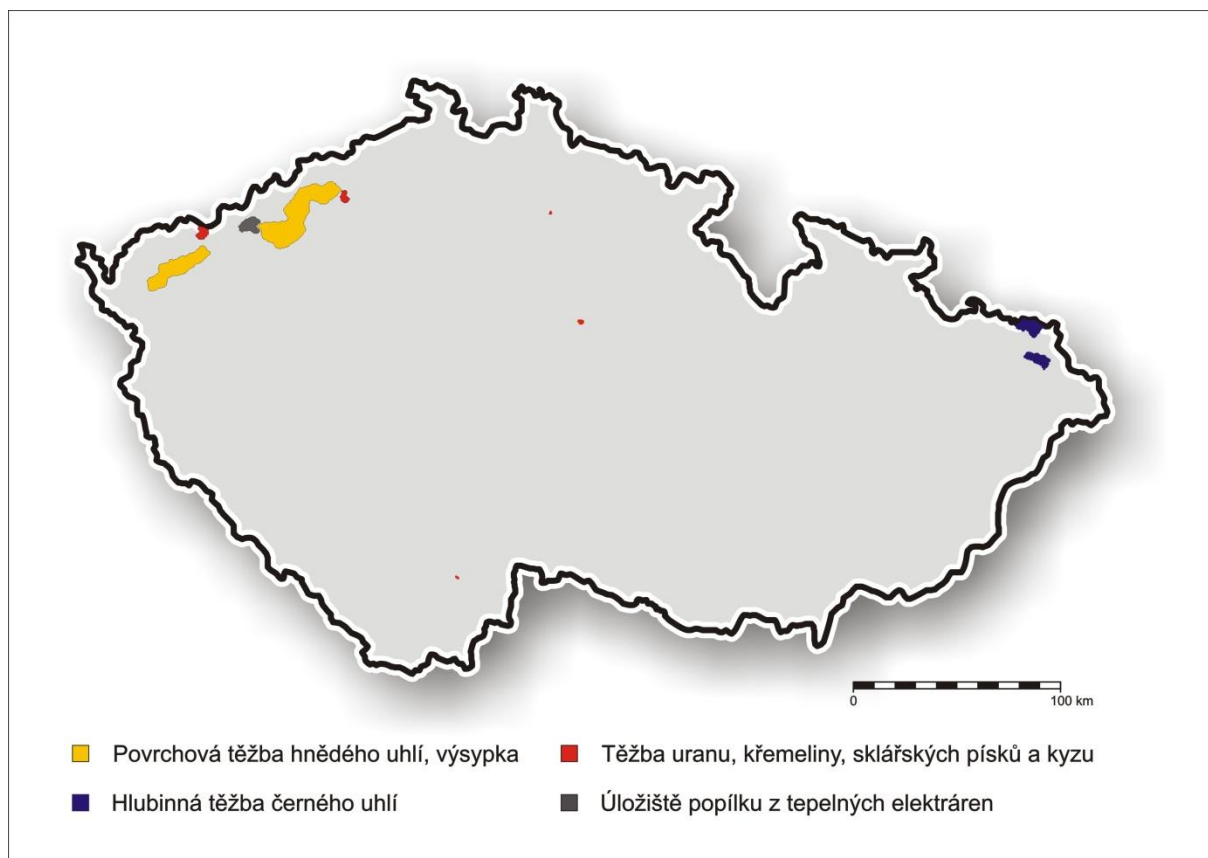 0 100 km
Povrchová těžba hnědého uhlí, výsypka
Těžba uranu, křemeliny, sklářských písků a kyzu
Hlubinná těžba černého uhlí
Úložiště popílku z tepelných elektráren